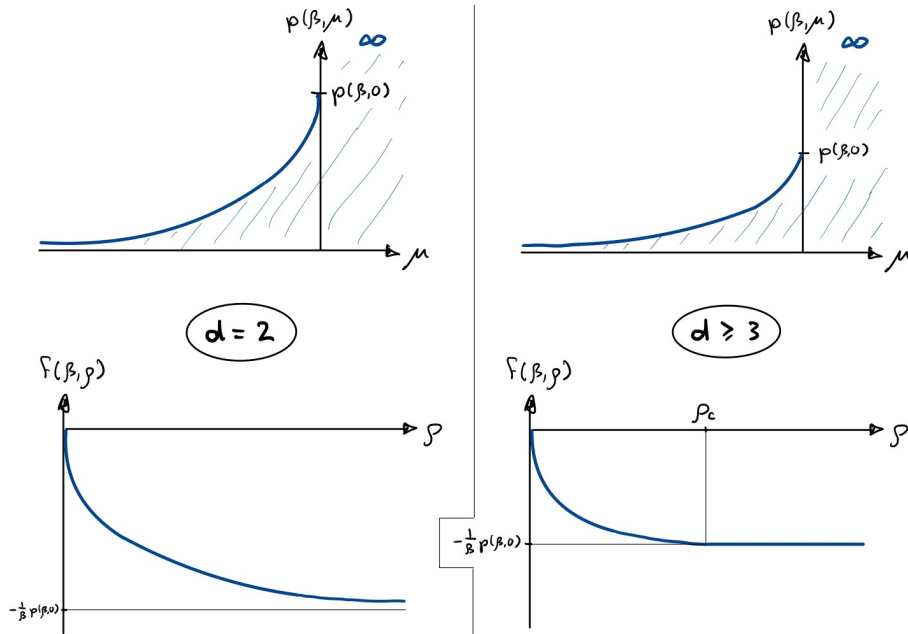 p(β,μ)
∞
p(β,0)
μ
d = 2
f(β,ρ)
ρ
-1/β p(β,0)
p(β,μ)
∞
p(β,0)
μ
d ≥ 3
f(β,ρ)
ρc
ρ
-1/β p(β,0)